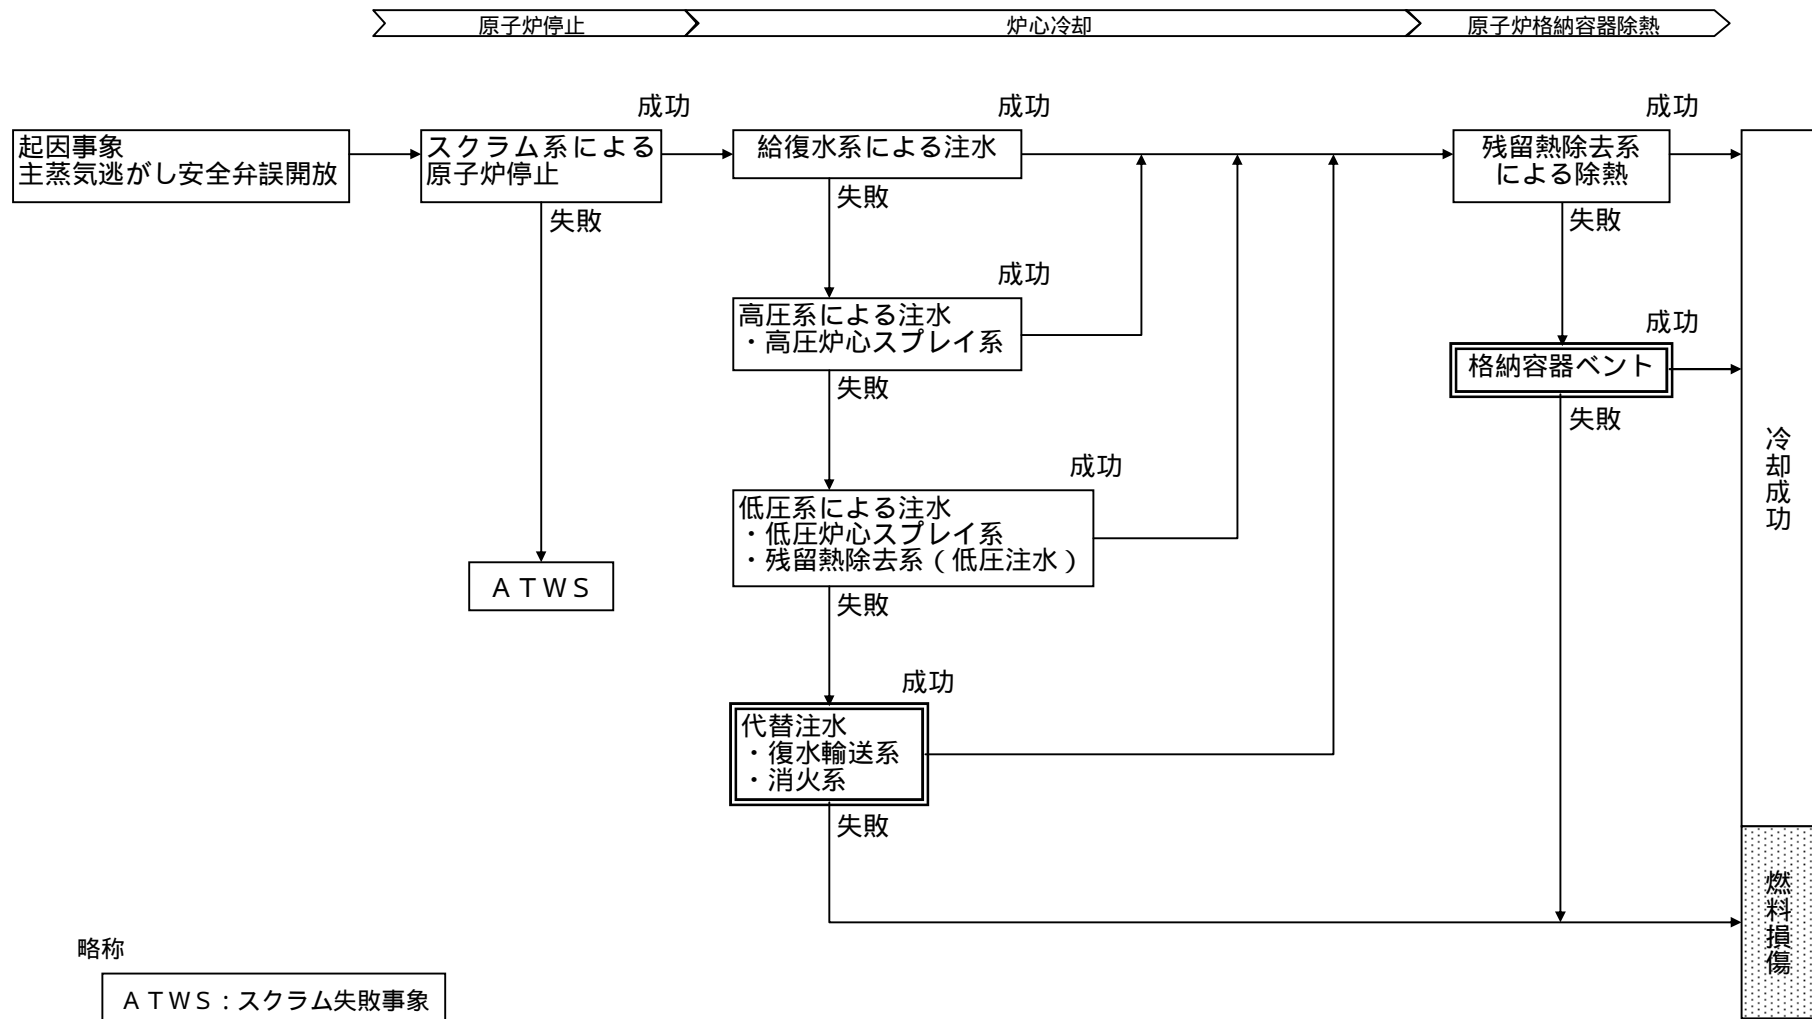 原子炉停止
炉心冷却
原子炉格納容器除熱
起因事象
主蒸気逃がし安全弁誤開放
成功
スクラム系による
原子炉停止
失敗
ＡＴＷＳ
成功
給復水系による注水
失敗
成功
高圧系による注水
・高圧炉心スプレイ系
失敗
成功
低圧系による注水
・低圧炉心スプレイ系
・残留熱除去系（低圧注水）
失敗
成功
代替注水
・復水輸送系
・消火系
失敗
成功
残留熱除去系
による除熱
失敗
成功
格納容器ベント
失敗
冷却成功
燃料損傷
略称
ＡＴＷＳ：スクラム失敗事象